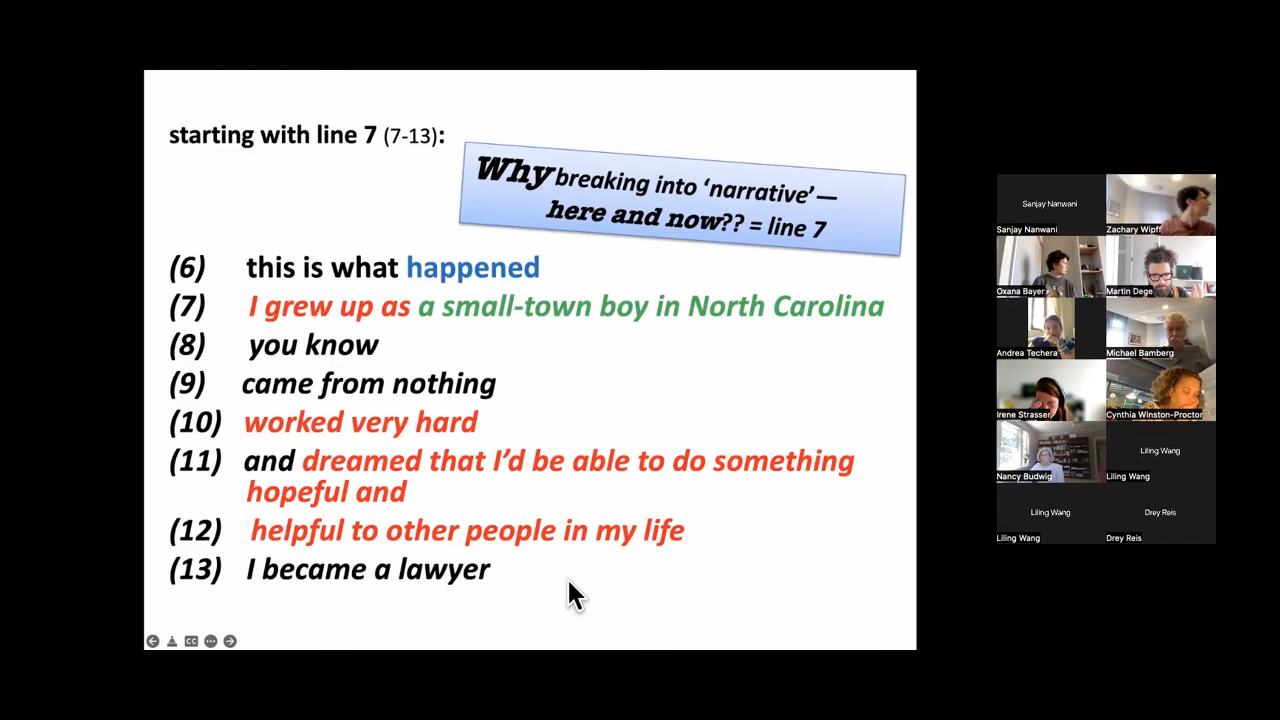 starting with line 7 (7-13):
Why breaking into ‘narrative’—
here and now?? = line 7
(6) this is what happened
(7) I grew up as a small-town boy in North Carolina
(8) you know
(9) came from nothing
(10) worked very hard
(11) and dreamed that I’d be able to do something
hopeful and
(12) helpful to other people in my life
(13) I became a lawyer
CC
Sanjay Nanwani
Sanjay Nanwani
Zachary Wipff
Oxana Bayer
Martin Dege
Andrea Techera
Michael Bamberg
Irene Strasser
Cynthia Winston-Proctor
Nancy Budwig
Liling Wang
Liling Wang
Liling Wang
Liling Wang
Drey Reis
Drey Reis